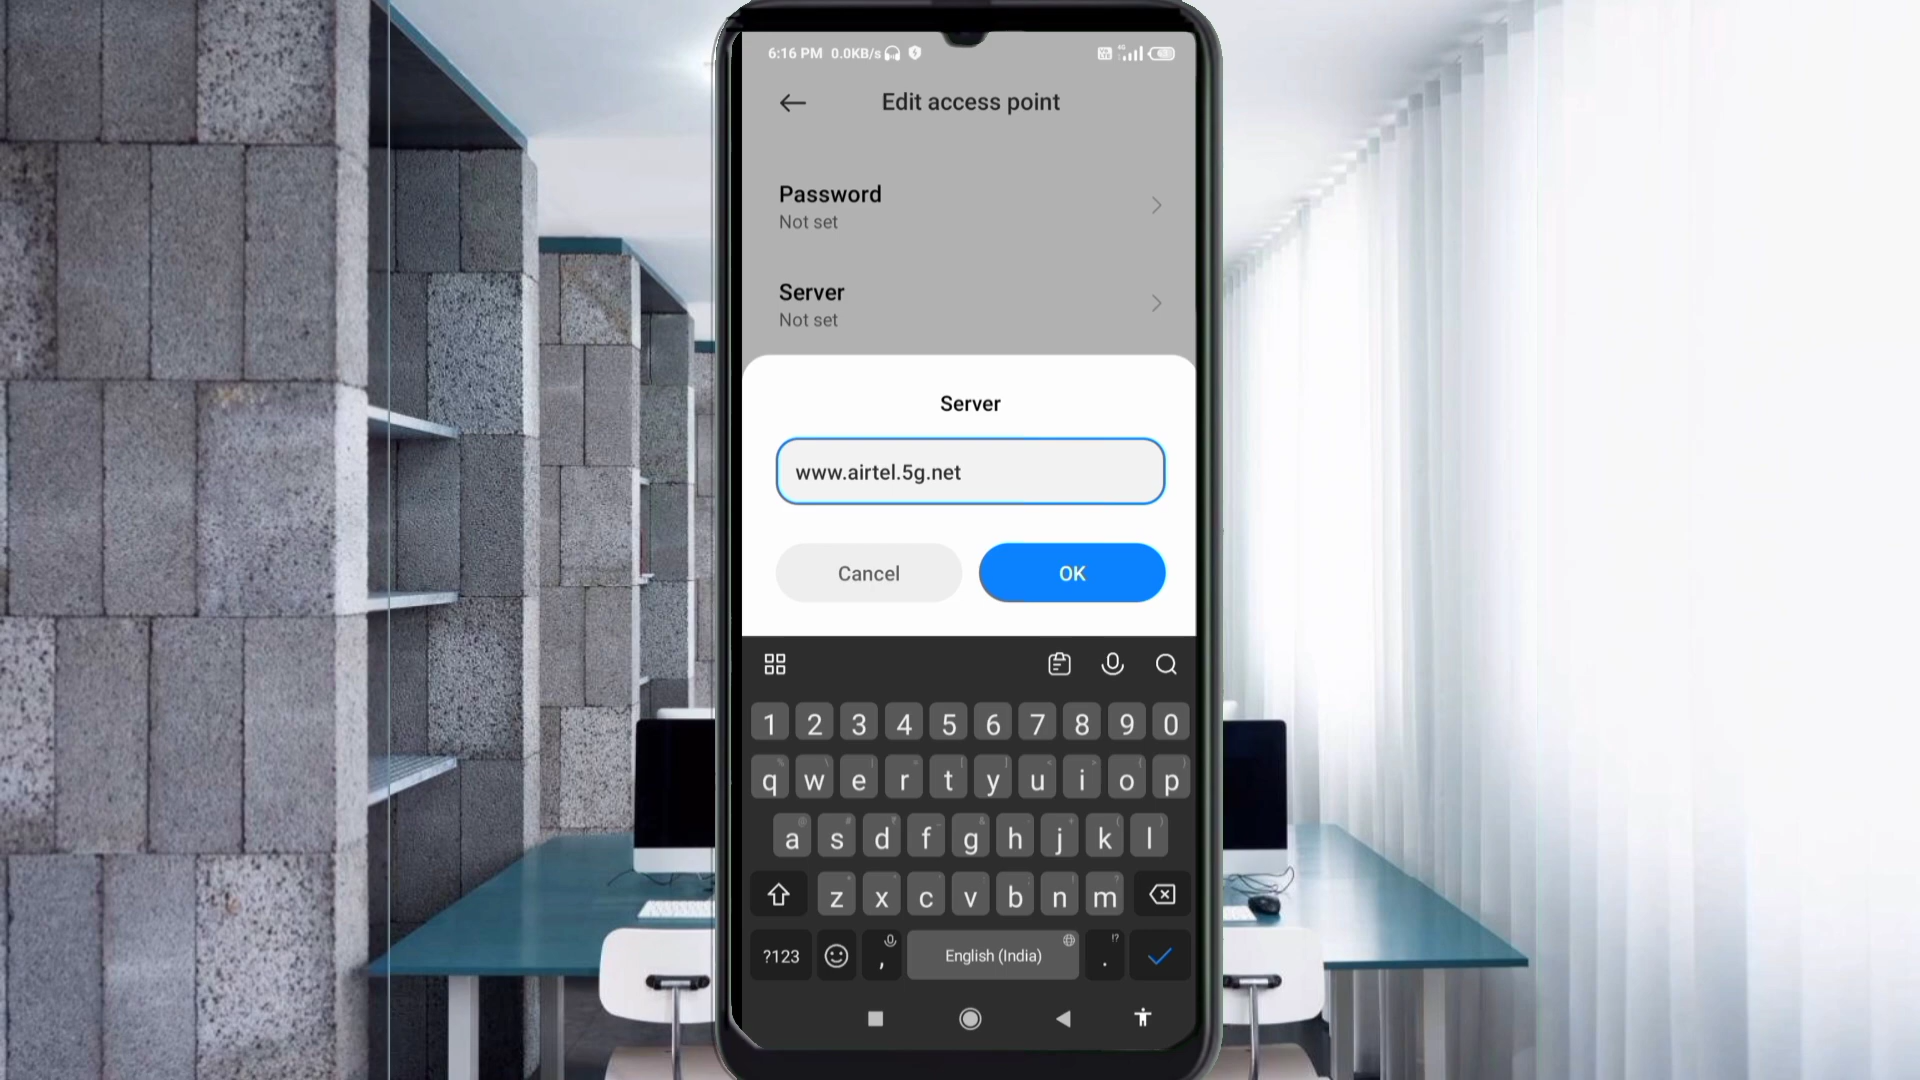 6:16 PM 0.0KB/s 4G
Edit access point
Password
Not set
Server
Not set
Server
www.airtel.5g.net
Cancel OK
1 2 3 4 5 6 7 8 9 0
q w e r t y u i o p
a s d f g h j k l
z x c v b n m
?123 , English (India) . !?